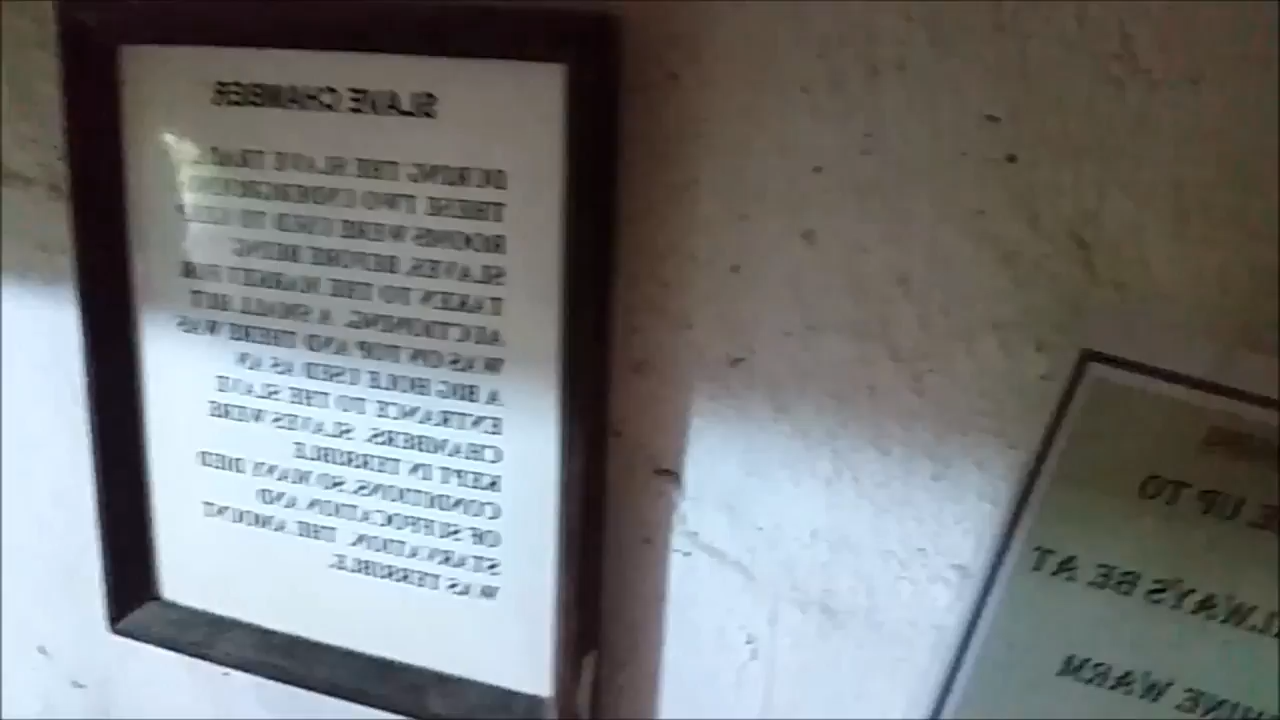 SLAVE CHAMBER
DURING THE SLAVE TRADE
THESE TWO UNDERGROUND
ROOMS WERE USED TO KEEP
SLAVES, BEFORE BEING
TAKEN TO THE MARKET FOR
AUCTIONING. A SMALL HUT
WAS ON TOP AND THERE WAS
A BIG HOLE USED AS AN
ENTRANCE TO THE SLAVE
CHAMBERS. SLAVES WERE
KEPT IN TERRIBLE
CONDITIONS, SO MANY DIED
OF SUFFOCATION AND
STARVATION. THE AMOUNT
WAS TERRIBLE.
E UP TO
LWAYS BE AT
HINE WARM